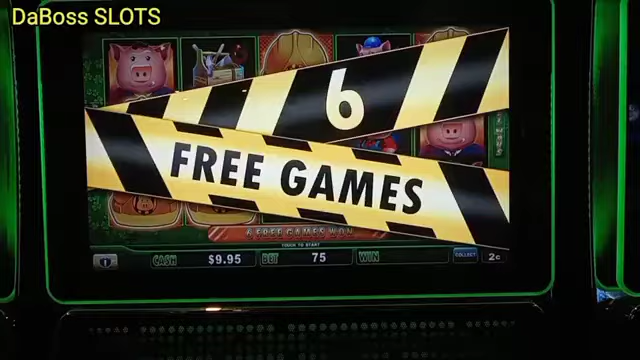 DaBoss SLOTS
6
FREE GAMES
6 FREE GAMES WON
TOUCH TO START
CASH $9.95 BET 75 WIN COLLECT 2¢